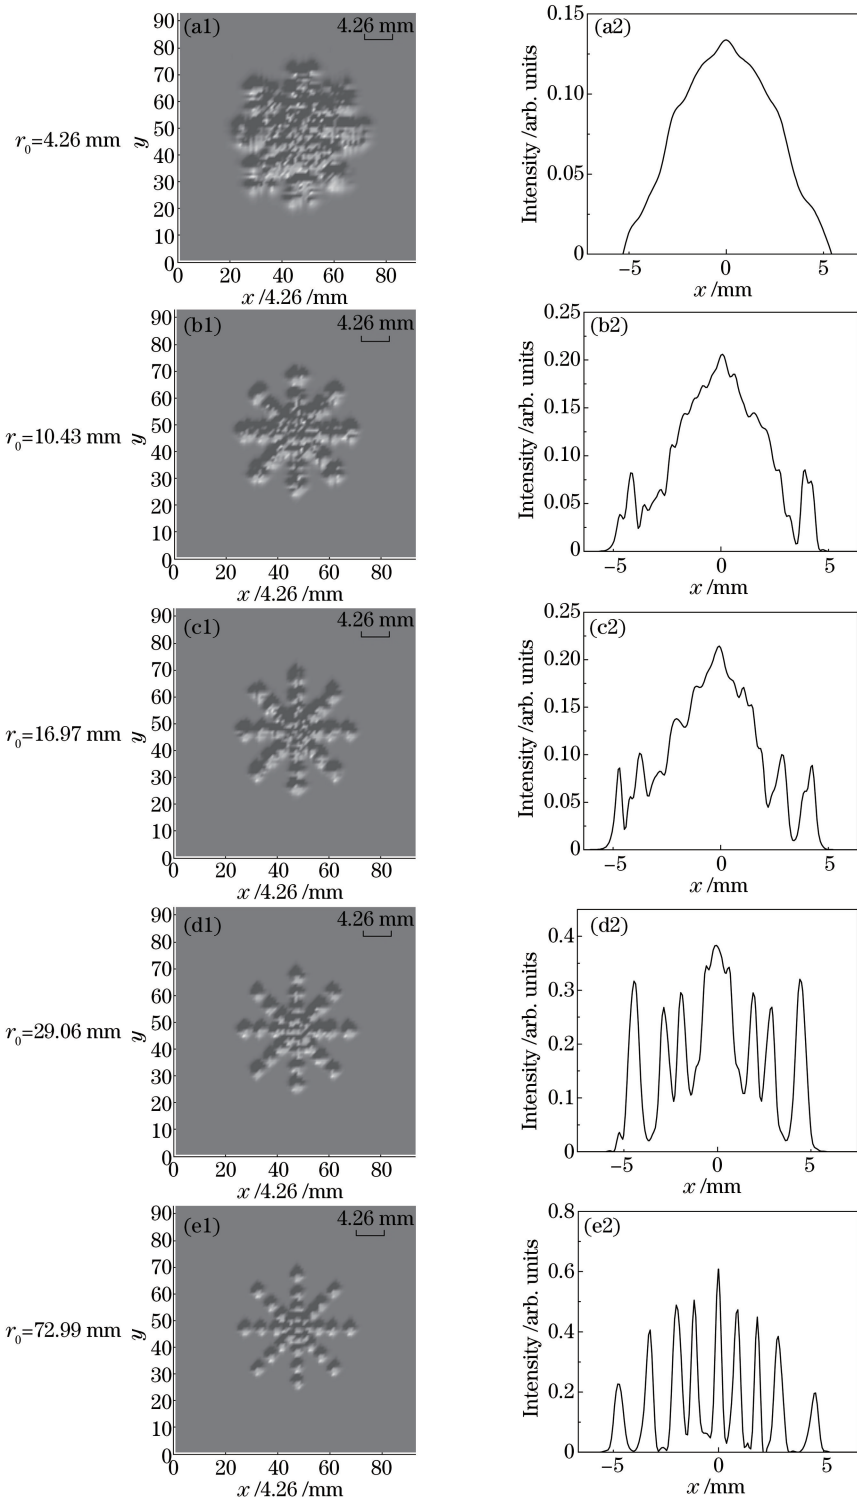 (a1)
4.26 mm
r0=4.26 mm
y
90
80
70
60
50
40
30
20
10
0
0 20 40 60 80
x /4.26 /mm
(a2)
Intensity /arb. units
0.15
0.10
0.05
0
−5 0 5
x /mm
(b1)
4.26 mm
r0=10.43 mm
y
90
80
70
60
50
40
30
20
10
0
0 20 40 60 80
x /4.26 /mm
(b2)
Intensity /arb. units
0.25
0.20
0.15
0.10
0.05
0
−5 0 5
x /mm
(c1)
4.26 mm
r0=16.97 mm
y
90
80
70
60
50
40
30
20
10
0
0 20 40 60 80
x /4.26 /mm
(c2)
Intensity /arb. units
0.25
0.20
0.15
0.10
0.05
0
−5 0 5
x /mm
(d1)
4.26 mm
r0=29.06 mm
y
90
80
70
60
50
40
30
20
10
0
0 20 40 60 80
x /4.26 /mm
(d2)
Intensity /arb. units
0.4
0.3
0.2
0.1
0
−5 0 5
x /mm
(e1)
4.26 mm
r0=72.99 mm
y
90
80
70
60
50
40
30
20
10
0
0 20 40 60 80
x /4.26 /mm
(e2)
Intensity /arb. units
0.8
0.6
0.4
0.2
0
−5 0 5
x /mm